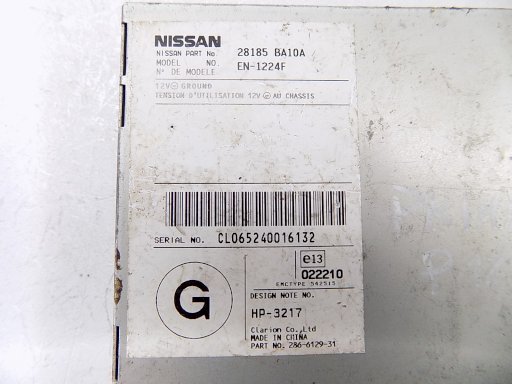 NISSAN
NISSAN PART No. 28185 BA10A
MODEL NO. EN-1224F
N° DE MODELE
12V ⊖ GROUND
TENSION D'UTILISATION 12V ⊖ AU CHASSIS
SERIAL NO. CL065240016132
e13
022210
EMCTYPE 542515
G
DESIGN NOTE NO.
HP-3217
Clarion Co.,Ltd
MADE IN CHINA
PART NO. 286-6129-31